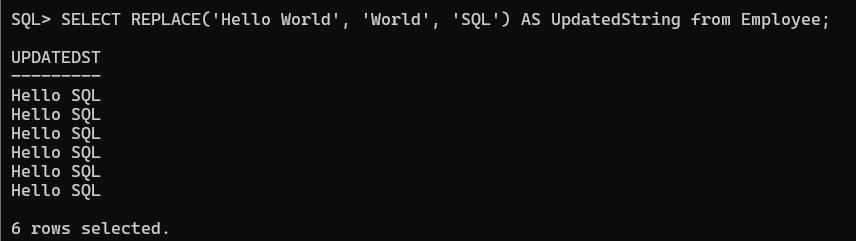 SQL> SELECT REPLACE('Hello World', 'World', 'SQL') AS UpdatedString from Employee;
UPDATEDST
---------
Hello SQL
Hello SQL
Hello SQL
Hello SQL
Hello SQL
Hello SQL
6 rows selected.